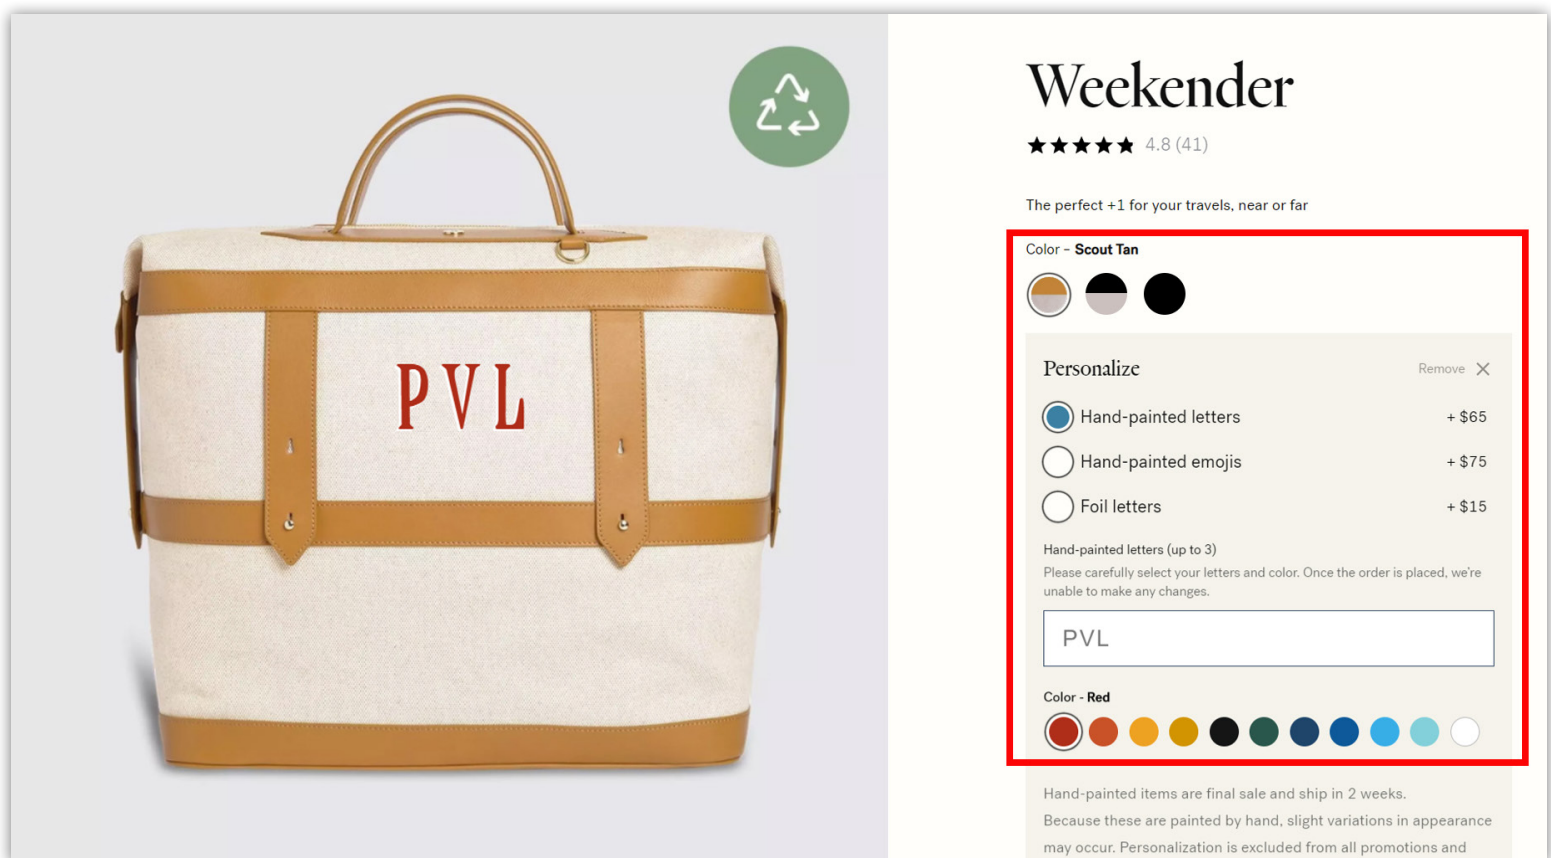 PVL
Weekender
4.8 (41)
The perfect +1 for your travels, near or far
Color – Scout Tan
Personalize
Remove
Hand-painted letters + $65
Hand-painted emojis + $75
Foil letters + $15
Hand-painted letters (up to 3)
Please carefully select your letters and color. Once the order is placed, we're
unable to make any changes.
PVL
Color - Red
Hand-painted items are final sale and ship in 2 weeks.
Because these are painted by hand, slight variations in appearance
may occur. Personalization is excluded from all promotions and